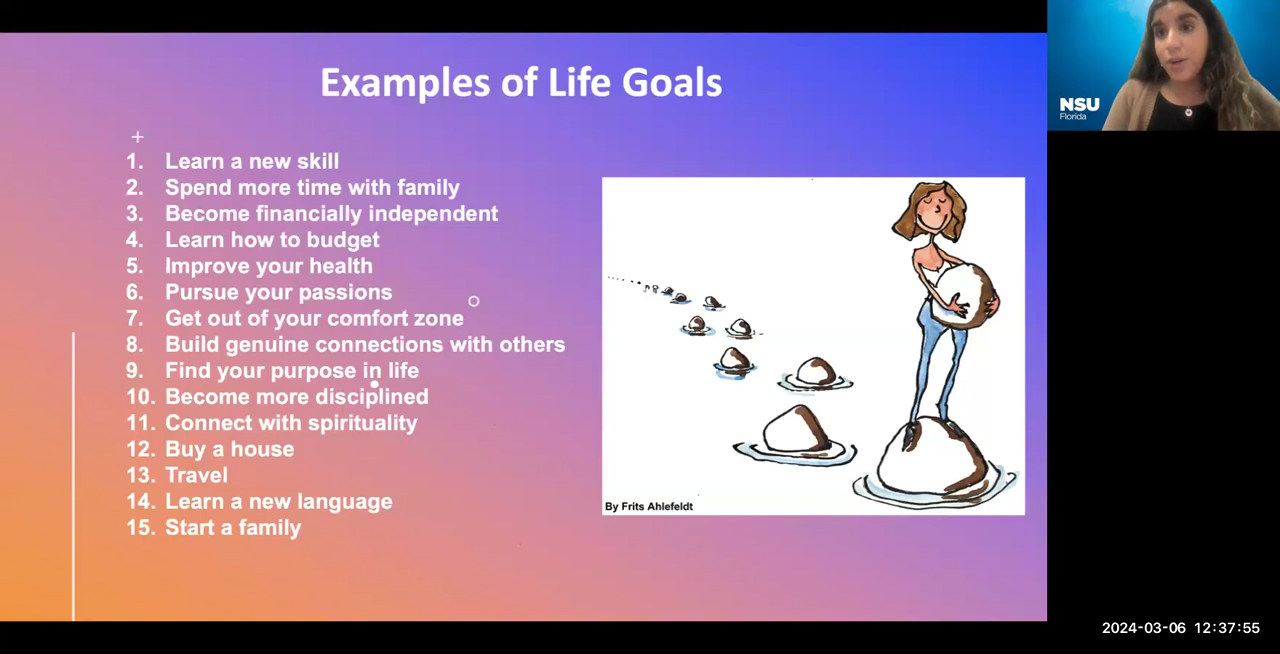 Examples of Life Goals
1. Learn a new skill
2. Spend more time with family
3. Become financially independent
4. Learn how to budget
5. Improve your health
6. Pursue your passions
7. Get out of your comfort zone
8. Build genuine connections with others
9. Find your purpose in life
10. Become more disciplined
11. Connect with spirituality
12. Buy a house
13. Travel
14. Learn a new language
15. Start a family
By Frits Ahlefeldt
NSU
Florida
2024-03-06 12:37:55